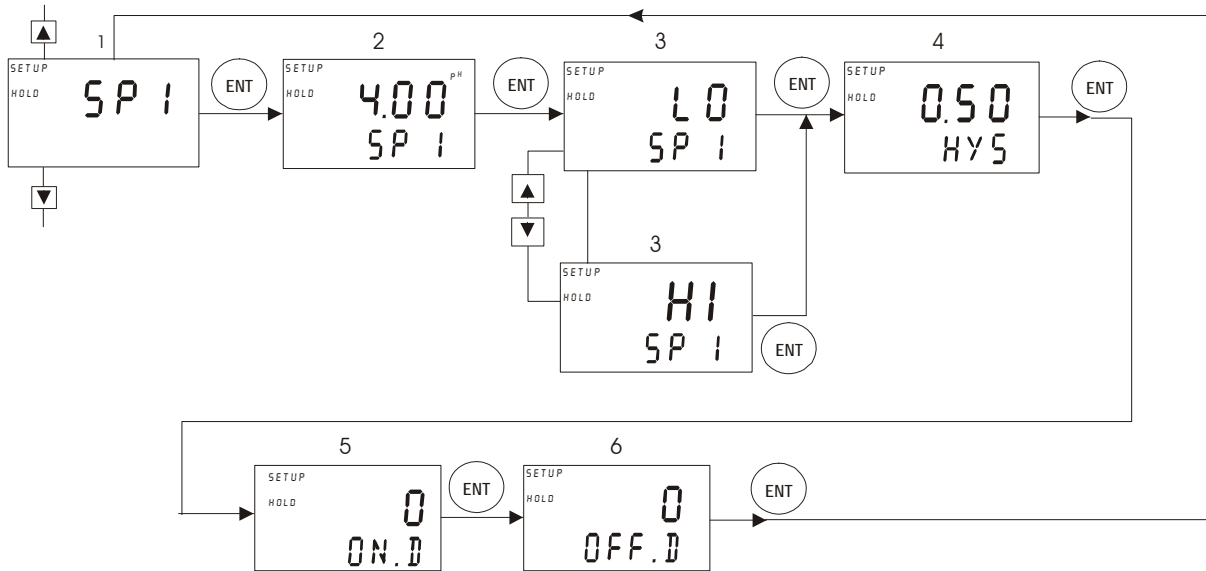 1
SETUP
HOLD
SP1
ENT
2
SETUP
HOLD
4.00 pH
SP1
ENT
3
SETUP
HOLD
LO
SP1
ENT
3
SETUP
HOLD
HI
SP1
ENT
4
SETUP
HOLD
0.50
HYS
ENT
5
SETUP
HOLD
0
ON.D
ENT
6
SETUP
HOLD
0
OFF.D
ENT